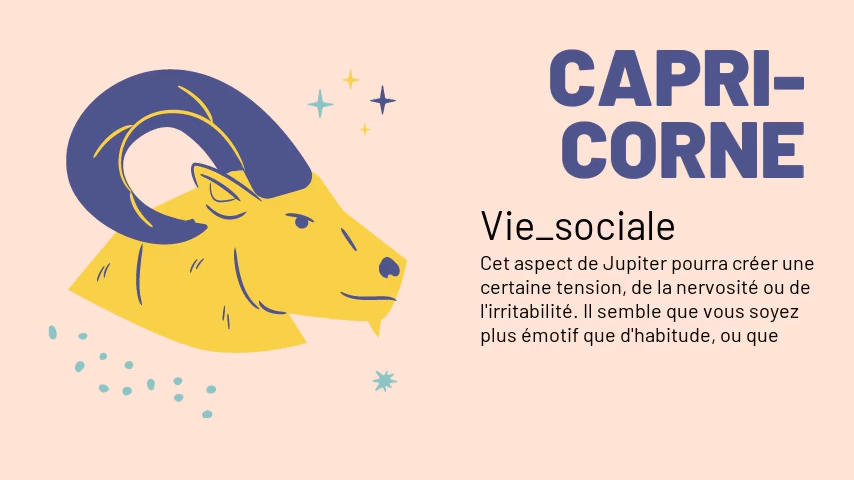 CAPRI-
CORNE
Vie_sociale
Cet aspect de Jupiter pourra créer une
certaine tension, de la nervosité ou de
l'irritabilité. Il semble que vous soyez
plus émotif que d'habitude, ou que